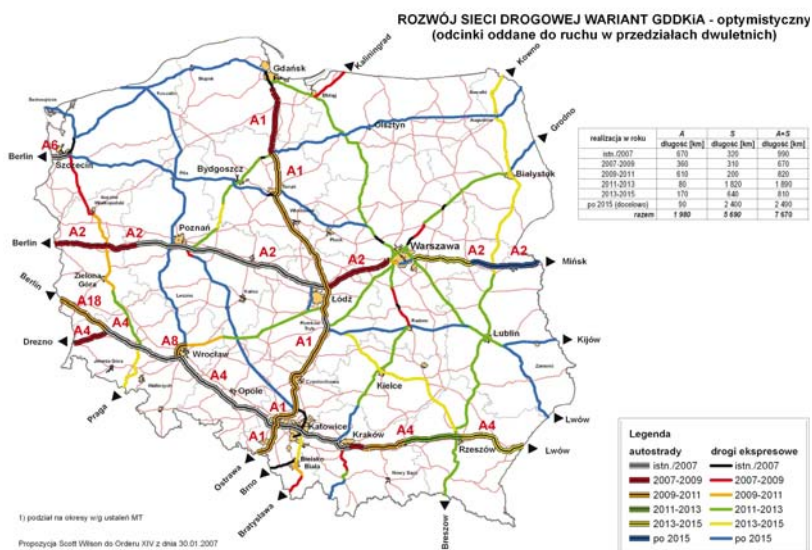 ROZWÓJ SIECI DROGOWEJ WARIANT GDDKiA - optymistyczny
(odcinki oddane do ruchu w przedziałach dwuletnich)
Kaliningrad
Kowno
Grodno
Gdańsk
Olsztyn
A1
A6
Szczecin
Berlin
Bydgoszcz
Białystok
A1
Toruń
Poznań
A2
A2
A2
Berlin
Warszawa
A2
A2
A2
Mińsk
Zielona
Góra
Berlin
A18
Łódź
A4
A4
Drezno
A8
Wrocław
A1
Radom
Lublin
Kijów
Praga
A4
Opole
Częstochowa
Kielce
Lwów
A1
Katowice
A1
Kraków
A4
A4
Rzeszów
Lwów
Ostrawa
Bielsko
Biała
Nowy Sącz
Brno
Bratysława
Breszow
realizacja w roku A S A+S
długość [km] długość [km] długość [km]
istn./2007 670 320 990
2007-2009 360 310 670
2009-2011 610 200 820
2011-2013 80 1 820 1 890
2013-2015 170 640 810
po 2015 (docelowo) 90 2 400 2 490
razem 1 980 5 690 7 670
Legenda
autostrady drogi ekspresowe
istn./2007 istn./2007
2007-2009 2007-2009
2009-2011 2009-2011
2011-2013 2011-2013
2013-2015 2013-2015
po 2015 po 2015
1) podział na okresy w/g ustaleń MT
Propozycja Scott Wilson do Orderu XIV z dnia 30.01.2007